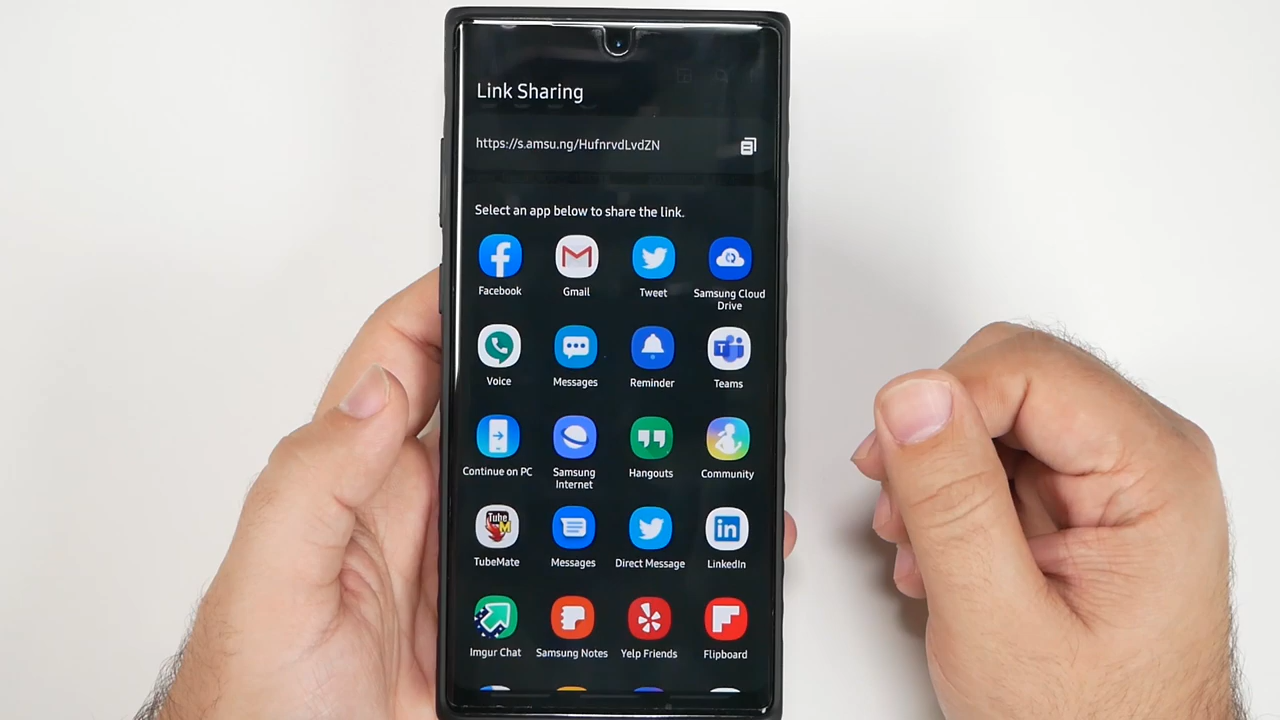 Link Sharing
https://s.amsu.ng/HufnrvdLvdZN
Select an app below to share the link.
Facebook
Gmail
Tweet
Samsung Cloud
Drive
Voice
Messages
Reminder
Teams
Continue on PC
Samsung
Internet
Hangouts
Community
Tube
M
TubeMate
Messages
Direct Message
LinkedIn
Imgur Chat
Samsung Notes
Yelp Friends
Flipboard